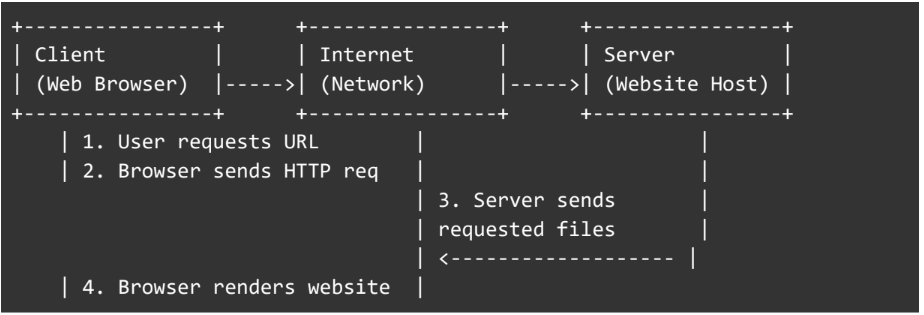 +----------------+       +-----------------+       +----------------+
| Client         |       | Internet        |       | Server         |
| (Web Browser)  |----->| (Network)       |----->| (Website Host) |
+----------------+       +-----------------+       +----------------+
    | 1. User requests URL        |                       |
    | 2. Browser sends HTTP req   |                       |
                                  | 3. Server sends       |
                                  | requested files       |
                                  | <------------------- |
    | 4. Browser renders website  |